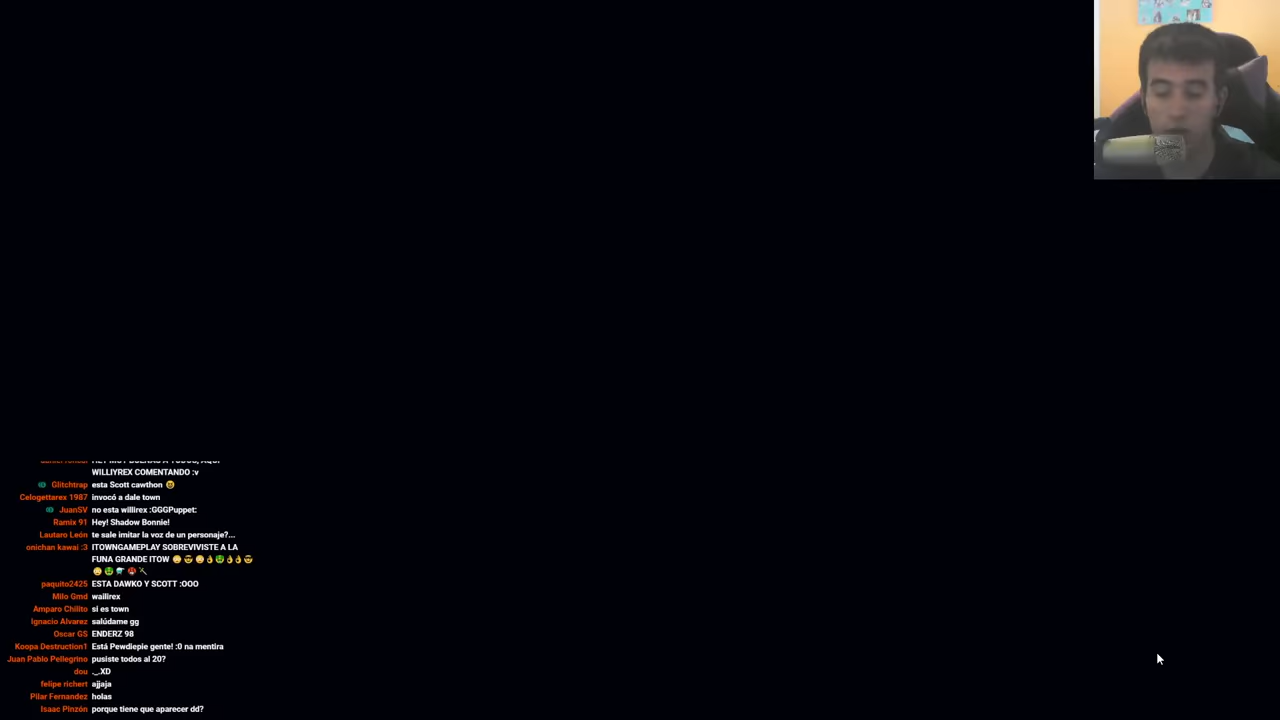 WILLIYREX COMENTANDO :v
Glitchtrap esta Scott cawthon
Celogettarex 1987 invocó a dale town
JuanSV no esta willirex :GGGPuppet:
Ramix 91 Hey! Shadow Bonnie!
Lautaro León te sale imitar la voz de un personaje?...
onichan kawai :3 ITOWNGAMEPLAY SOBREVIVISTE A LA
FUNA GRANDE ITOW 😳😎😳👌🤢👌👌😎
paquito2425 ESTA DAWKO Y SCOTT :OOO
Milo Gmd wailirex
Amparo Chilito si es town
Ignacio Alvarez salúdame gg
Oscar GS ENDERZ 98
Koopa Destruction1 Está Pewdiepie gente! :0 na mentira
Juan Pablo Pellegrino pusiste todos al 20?
dou ._.XD
felipe richert ajjaja
Pilar Fernandez holas
Isaac Pinzón porque tiene que aparecer dd?